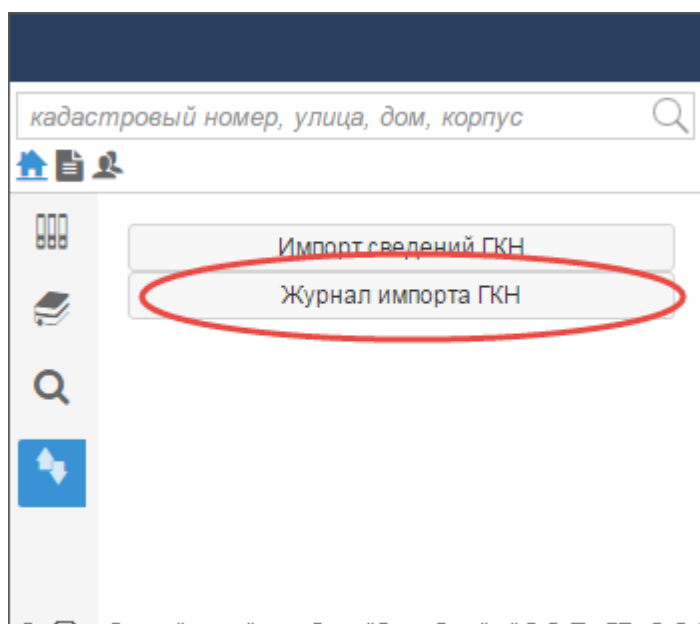 кадастровый номер, улица, дом, корпус
Импорт сведений ГКН
Журнал импорта ГКН